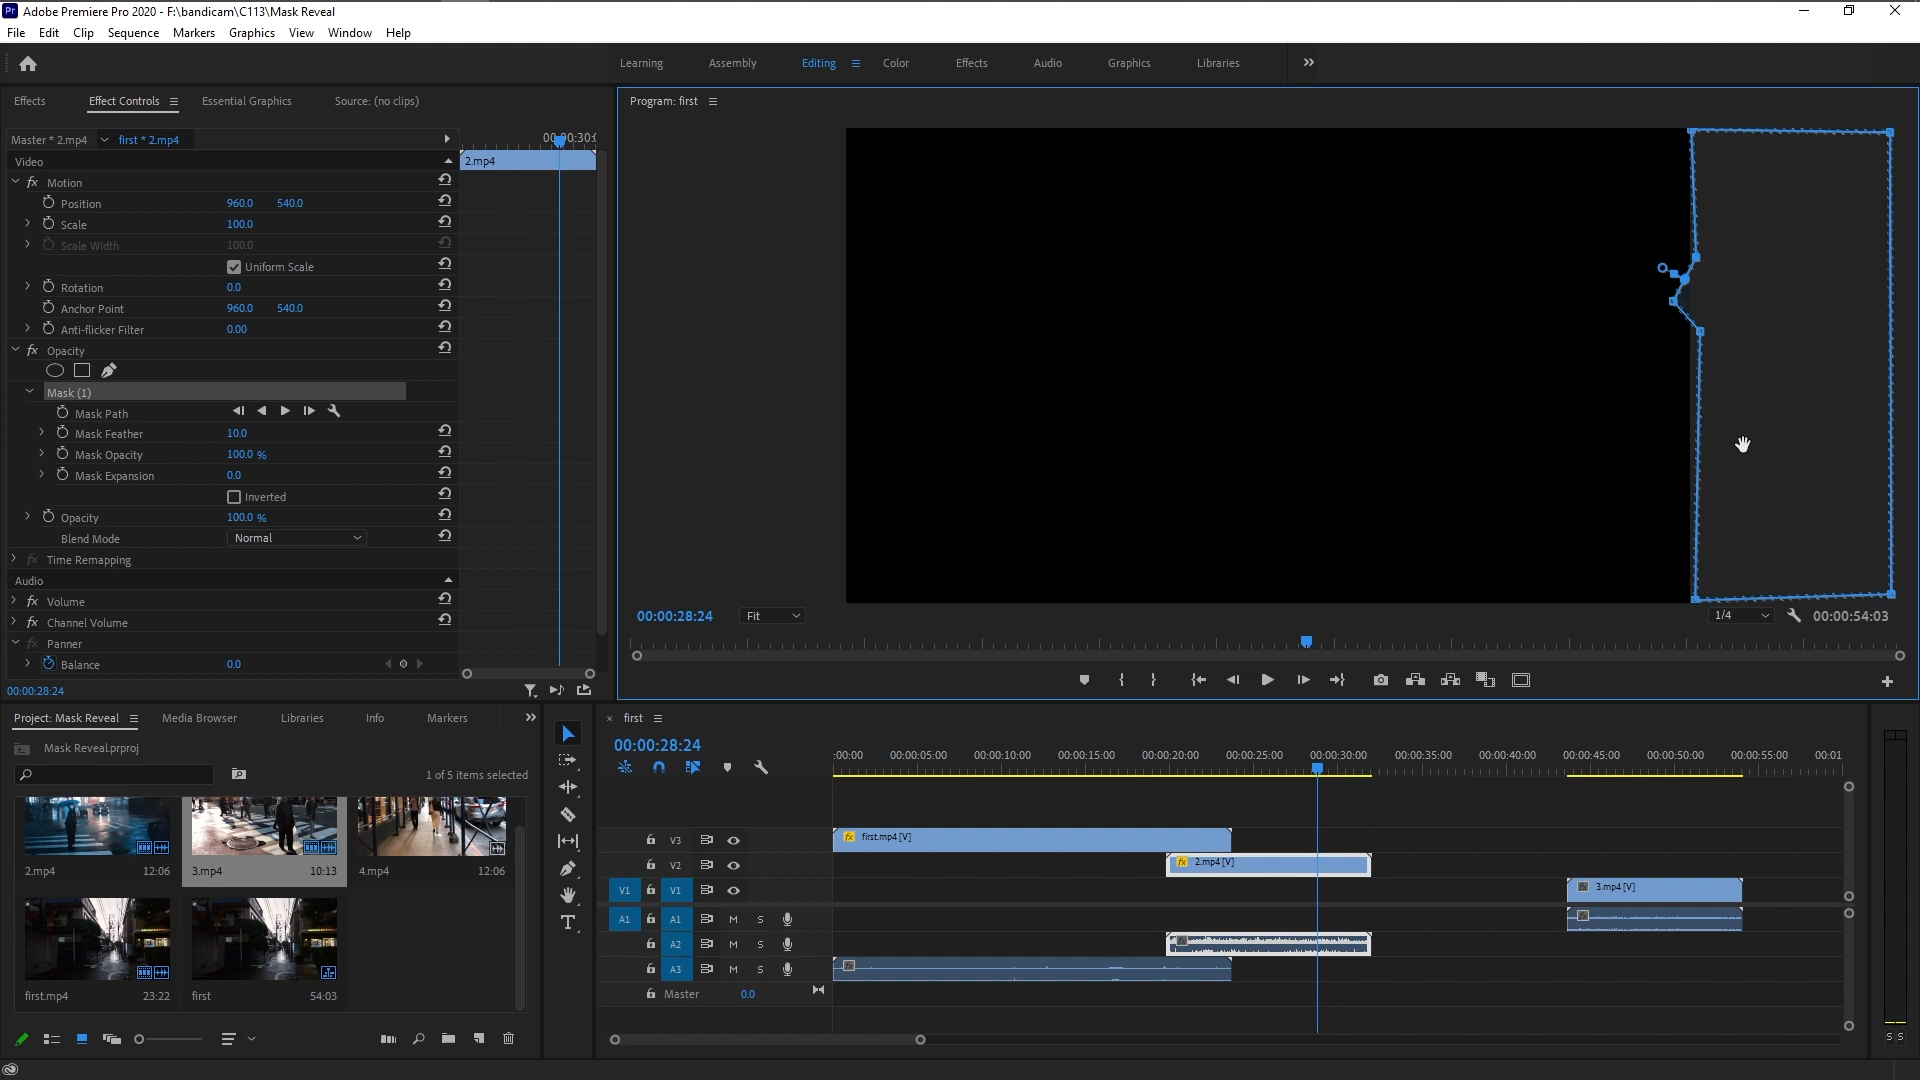 Adobe Premiere Pro 2020 - F:\bandicam\C113\Mask Reveal
File Edit Clip Sequence Markers Graphics View Window Help
Learning Assembly Editing Color Effects Audio Graphics Libraries
Effects Effect Controls Essential Graphics Source: (no clips)
Program: first
Master * 2.mp4 first * 2.mp4
Video
2.mp4
fx Motion
Position 960.0 540.0
Scale 100.0
Scale Width 100.0
Uniform Scale
Rotation 0.0
Anchor Point 960.0 540.0
Anti-flicker Filter 0.00
fx Opacity
Mask (1)
Mask Path
Mask Feather 10.0
Mask Opacity 100.0 %
Mask Expansion 0.0
Inverted
Opacity 100.0 %
Blend Mode Normal
fx Time Remapping
Audio
fx Volume
fx Channel Volume
fx Panner
Balance 0.0
00:00:28:24
00:00:28:24 Fit 1/4 00:00:54:03
Project: Mask Reveal Media Browser Libraries Info Markers
Mask Reveal.prproj
1 of 5 items selected
2.mp4 12:06
3.mp4 10:13
4.mp4 12:06
first.mp4 23:22
first 54:03
first
00:00:28:24
:00:00 00:00:05:00 00:00:10:00 00:00:15:00 00:00:20:00 00:00:25:00 00:00:30:00 00:00:35:00 00:00:40:00 00:00:45:00 00:00:50:00 00:00:55:00 00:01
V3 fx first.mp4 [V]
V2 fx 2.mp4 [V]
V1 V1 fx 3.mp4 [V]
A1 A1 M S
A2 M S
A3 M S
Master 0.0
S S